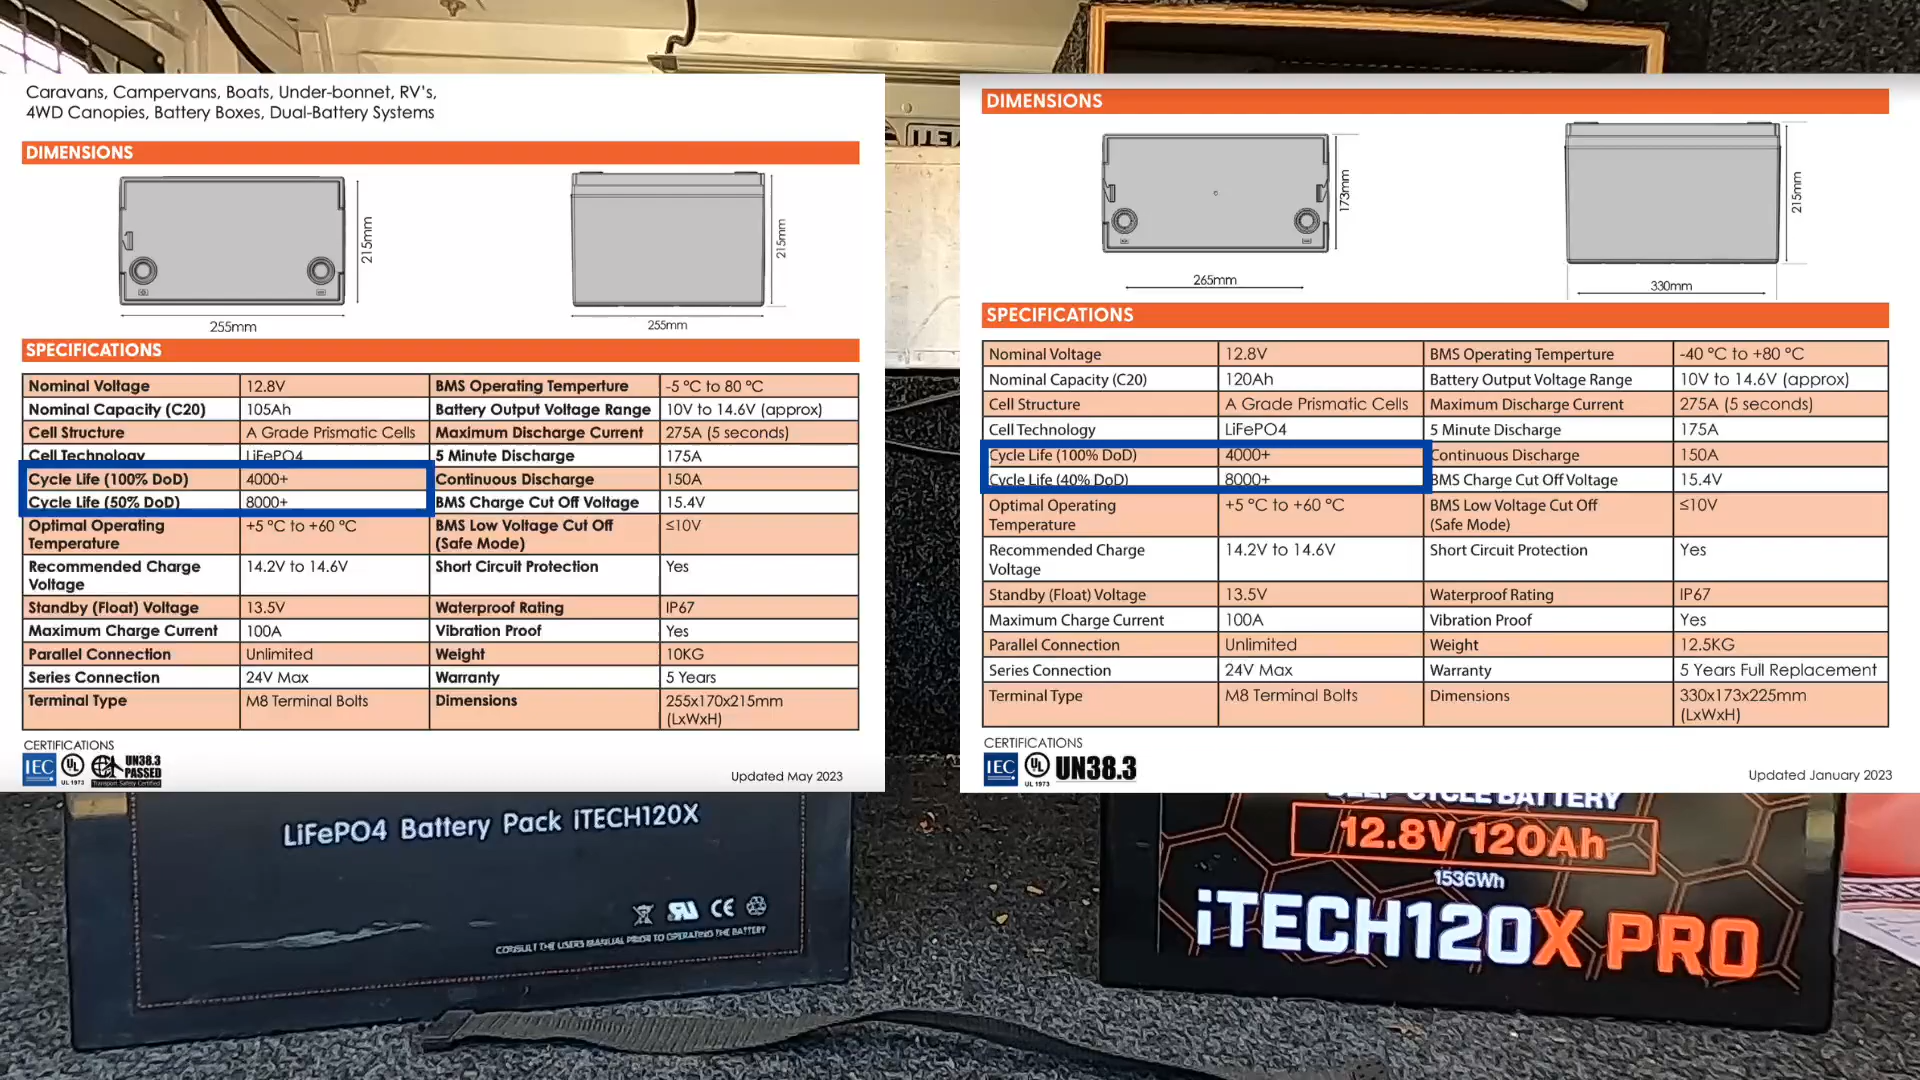 Caravans, Campervans, Boats, Under-bonnet, RV's,
4WD Canopies, Battery Boxes, Dual-Battery Systems
DIMENSIONS
215mm
255mm
215mm
255mm
SPECIFICATIONS
Nominal Voltage 12.8V BMS Operating Temperture -5 °C to 80 °C
Nominal Capacity (C20) 105Ah Battery Output Voltage Range 10V to 14.6V (approx)
Cell Structure A Grade Prismatic Cells Maximum Discharge Current 275A (5 seconds)
Cell Technology LiFePO4 5 Minute Discharge 175A
Cycle Life (100% DoD) 4000+ Continuous Discharge 150A
Cycle Life (50% DoD) 8000+ BMS Charge Cut Off Voltage 15.4V
Optimal Operating +5 °C to +60 °C BMS Low Voltage Cut Off ≤10V
Temperature (Safe Mode)
Recommended Charge 14.2V to 14.6V Short Circuit Protection Yes
Voltage
Standby (Float) Voltage 13.5V Waterproof Rating IP67
Maximum Charge Current 100A Vibration Proof Yes
Parallel Connection Unlimited Weight 10KG
Series Connection 24V Max Warranty 5 Years
Terminal Type M8 Terminal Bolts Dimensions 255x170x215mm
(LxWxH)
CERTIFICATIONS
IEC UL UL 1973 UN38.3
PASSED
Transport Safety Certified
Updated May 2023
DIMENSIONS
173mm
265mm
215mm
330mm
SPECIFICATIONS
Nominal Voltage 12.8V BMS Operating Temperture -40 °C to +80 °C
Nominal Capacity (C20) 120Ah Battery Output Voltage Range 10V to 14.6V (approx)
Cell Structure A Grade Prismatic Cells Maximum Discharge Current 275A (5 seconds)
Cell Technology LiFePO4 5 Minute Discharge 175A
Cycle Life (100% DoD) 4000+ Continuous Discharge 150A
Cycle Life (40% DoD) 8000+ BMS Charge Cut Off Voltage 15.4V
Optimal Operating +5 °C to +60 °C BMS Low Voltage Cut Off ≤10V
Temperature (Safe Mode)
Recommended Charge 14.2V to 14.6V Short Circuit Protection Yes
Voltage
Standby (Float) Voltage 13.5V Waterproof Rating IP67
Maximum Charge Current 100A Vibration Proof Yes
Parallel Connection Unlimited Weight 12.5KG
Series Connection 24V Max Warranty 5 Years Full Replacement
Terminal Type M8 Terminal Bolts Dimensions 330x173x225mm
(LxWxH)
CERTIFICATIONS
IEC UL UL 1973 UN38.3
Updated January 2023
YETI
LiFePO4 Battery Pack iTECH120X
CE
CONSULT THE USERS MANUAL PRIOR TO OPERATING THE BATTERY
DEEP CYCLE BATTERY
12.8V 120Ah
1536Wh
iTECH120X PRO